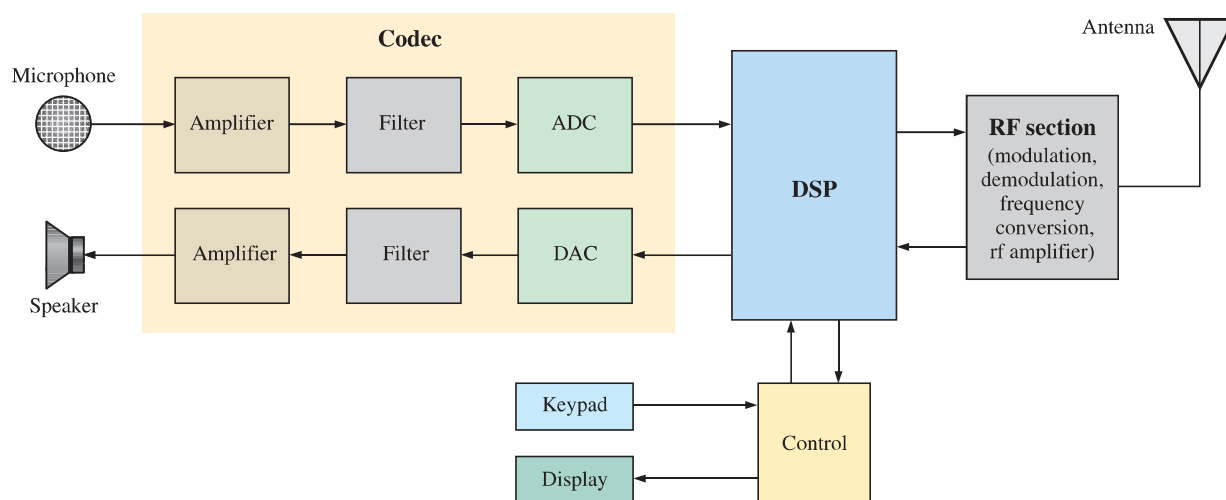 Codec
Antenna
Microphone
Amplifier
Filter
ADC
DSP
RF section
(modulation,
demodulation,
frequency
conversion,
rf amplifier)
Amplifier
Filter
DAC
Speaker
Keypad
Control
Display